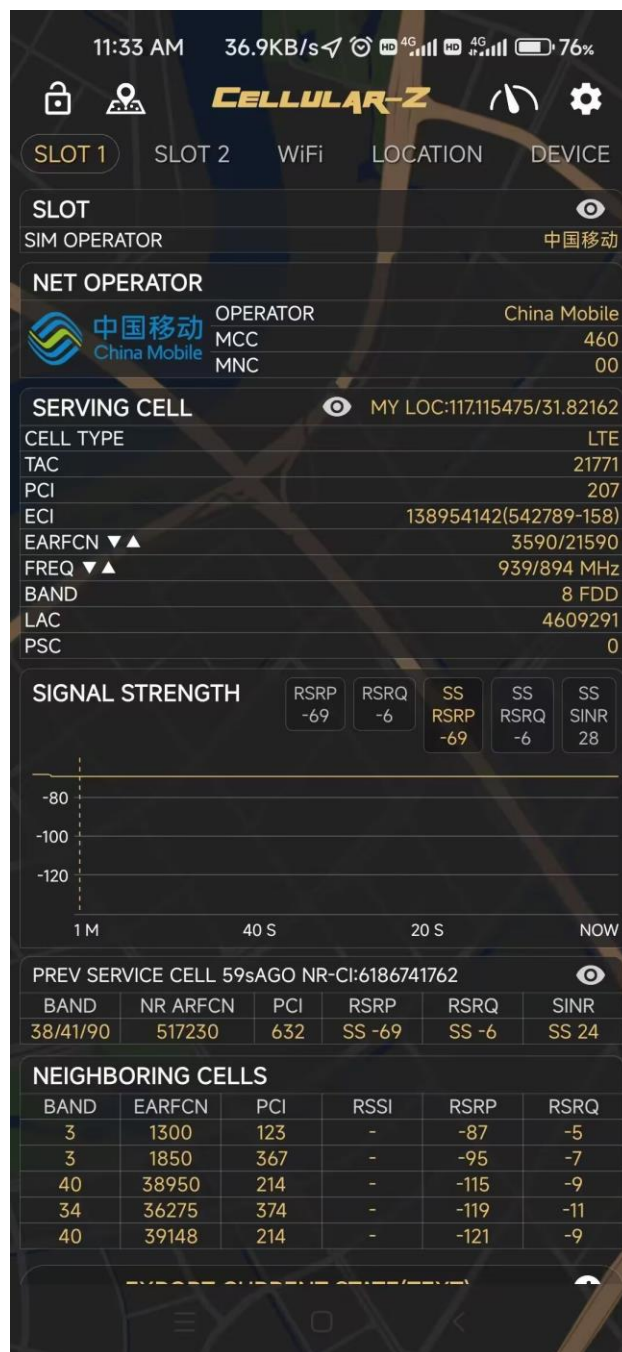 11:33 AM 36.9KB/s HD 4G HD 4G 76%
CELLULAR-Z
SLOT 1 SLOT 2 WiFi LOCATION DEVICE
SLOT
SIM OPERATOR 中国移动
NET OPERATOR
中国移动
China Mobile
OPERATOR China Mobile
MCC 460
MNC 00
SERVING CELL MY LOC:117.115475/31.82162
CELL TYPE LTE
TAC 21771
PCI 207
ECI 138954142(542789-158)
EARFCN ▼▲ 3590/21590
FREQ ▼▲ 939/894 MHz
BAND 8 FDD
LAC 4609291
PSC 0
SIGNAL STRENGTH
RSRP -69
RSRQ -6
SS RSRP -69
SS RSRQ -6
SS SINR 28
-80
-100
-120
1 M 40 S 20 S NOW
PREV SERVICE CELL 59sAGO NR-CI:6186741762
BAND NR ARFCN PCI RSRP RSRQ SINR
38/41/90 517230 632 SS -69 SS -6 SS 24
NEIGHBORING CELLS
BAND EARFCN PCI RSSI RSRP RSRQ
3 1300 123 - -87 -5
3 1850 367 - -95 -7
40 38950 214 - -115 -9
34 36275 374 - -119 -11
40 39148 214 - -121 -9
EXPORT CURRENT STATE(TEXT)